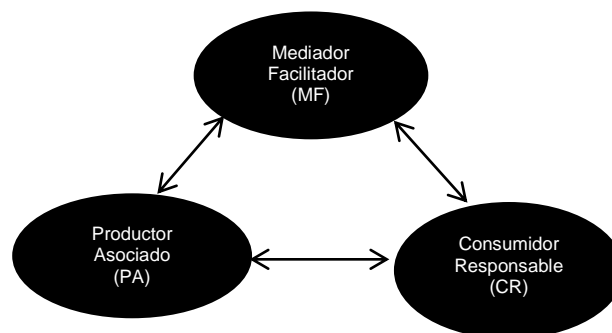 Mediador
Facilitador
(MF)
Productor
Asociado
(PA)
Consumidor
Responsable
(CR)